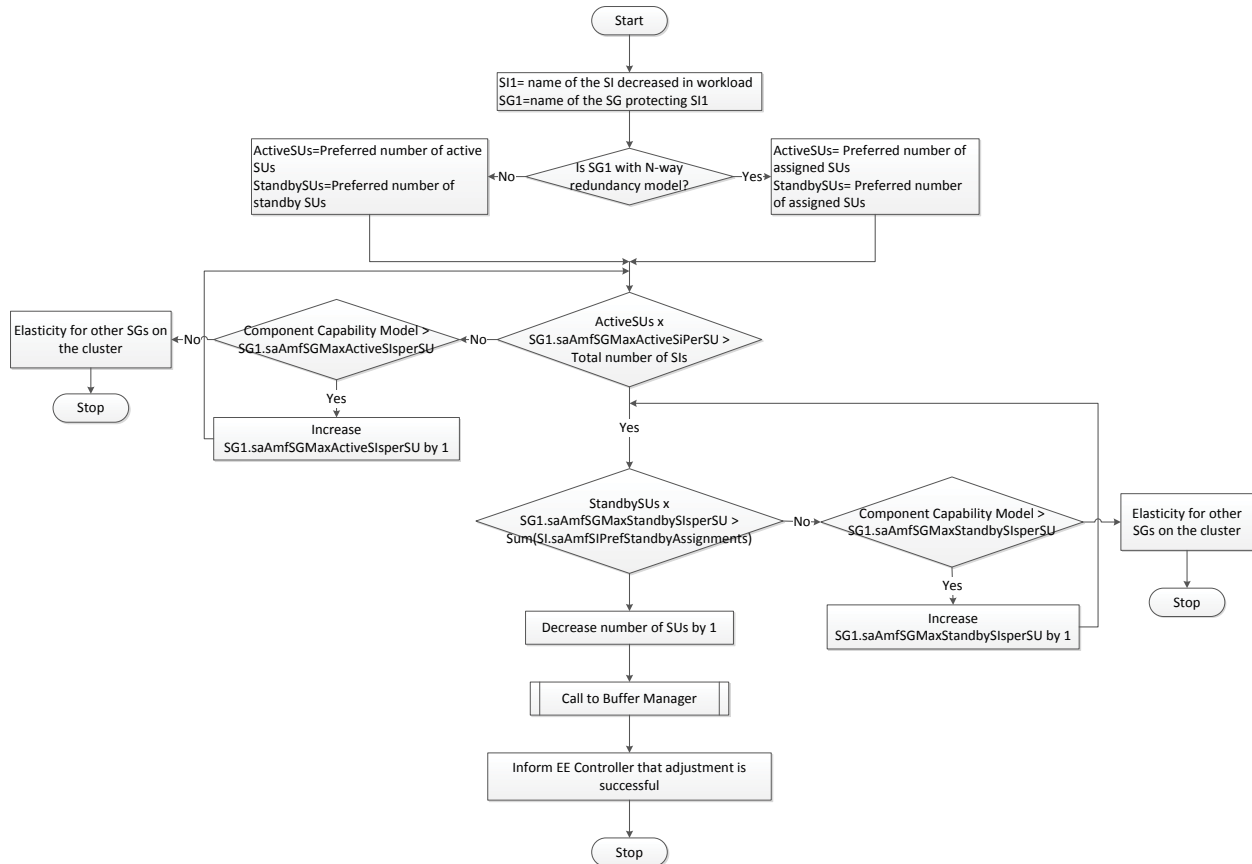 Start
SI1= name of the SI decreased in workload
SG1=name of the SG protecting SI1
ActiveSUs=Preferred number of active
SUs
StandbySUs=Preferred number of
standby SUs
No
Is SG1 with N-way
redundancy model?
Yes
ActiveSUs= Preferred number of
assigned SUs
StandbySUs= Preferred number
of assigned SUs
Elasticity for other SGs on
the cluster
No
Component Capability Model >
SG1.saAmfSGMaxActiveSIsperSU
No
ActiveSUs x
SG1.saAmfSGMaxActiveSiPerSU >
Total number of SIs
Stop
Yes
Increase
SG1.saAmfSGMaxActiveSIsperSU by 1
Yes
StandbySUs x
SG1.saAmfSGMaxStandbySIsperSU >
Sum(SI.saAmfSIPrefStandbyAssignments)
No
Component Capability Model >
SG1.saAmfSGMaxStandbySIsperSU
Elasticity for other
SGs on the cluster
Yes
Stop
Increase
SG1.saAmfSGMaxStandbySIsperSU by 1
Decrease number of SUs by 1
Call to Buffer Manager
Inform EE Controller that adjustment is
successful
Stop